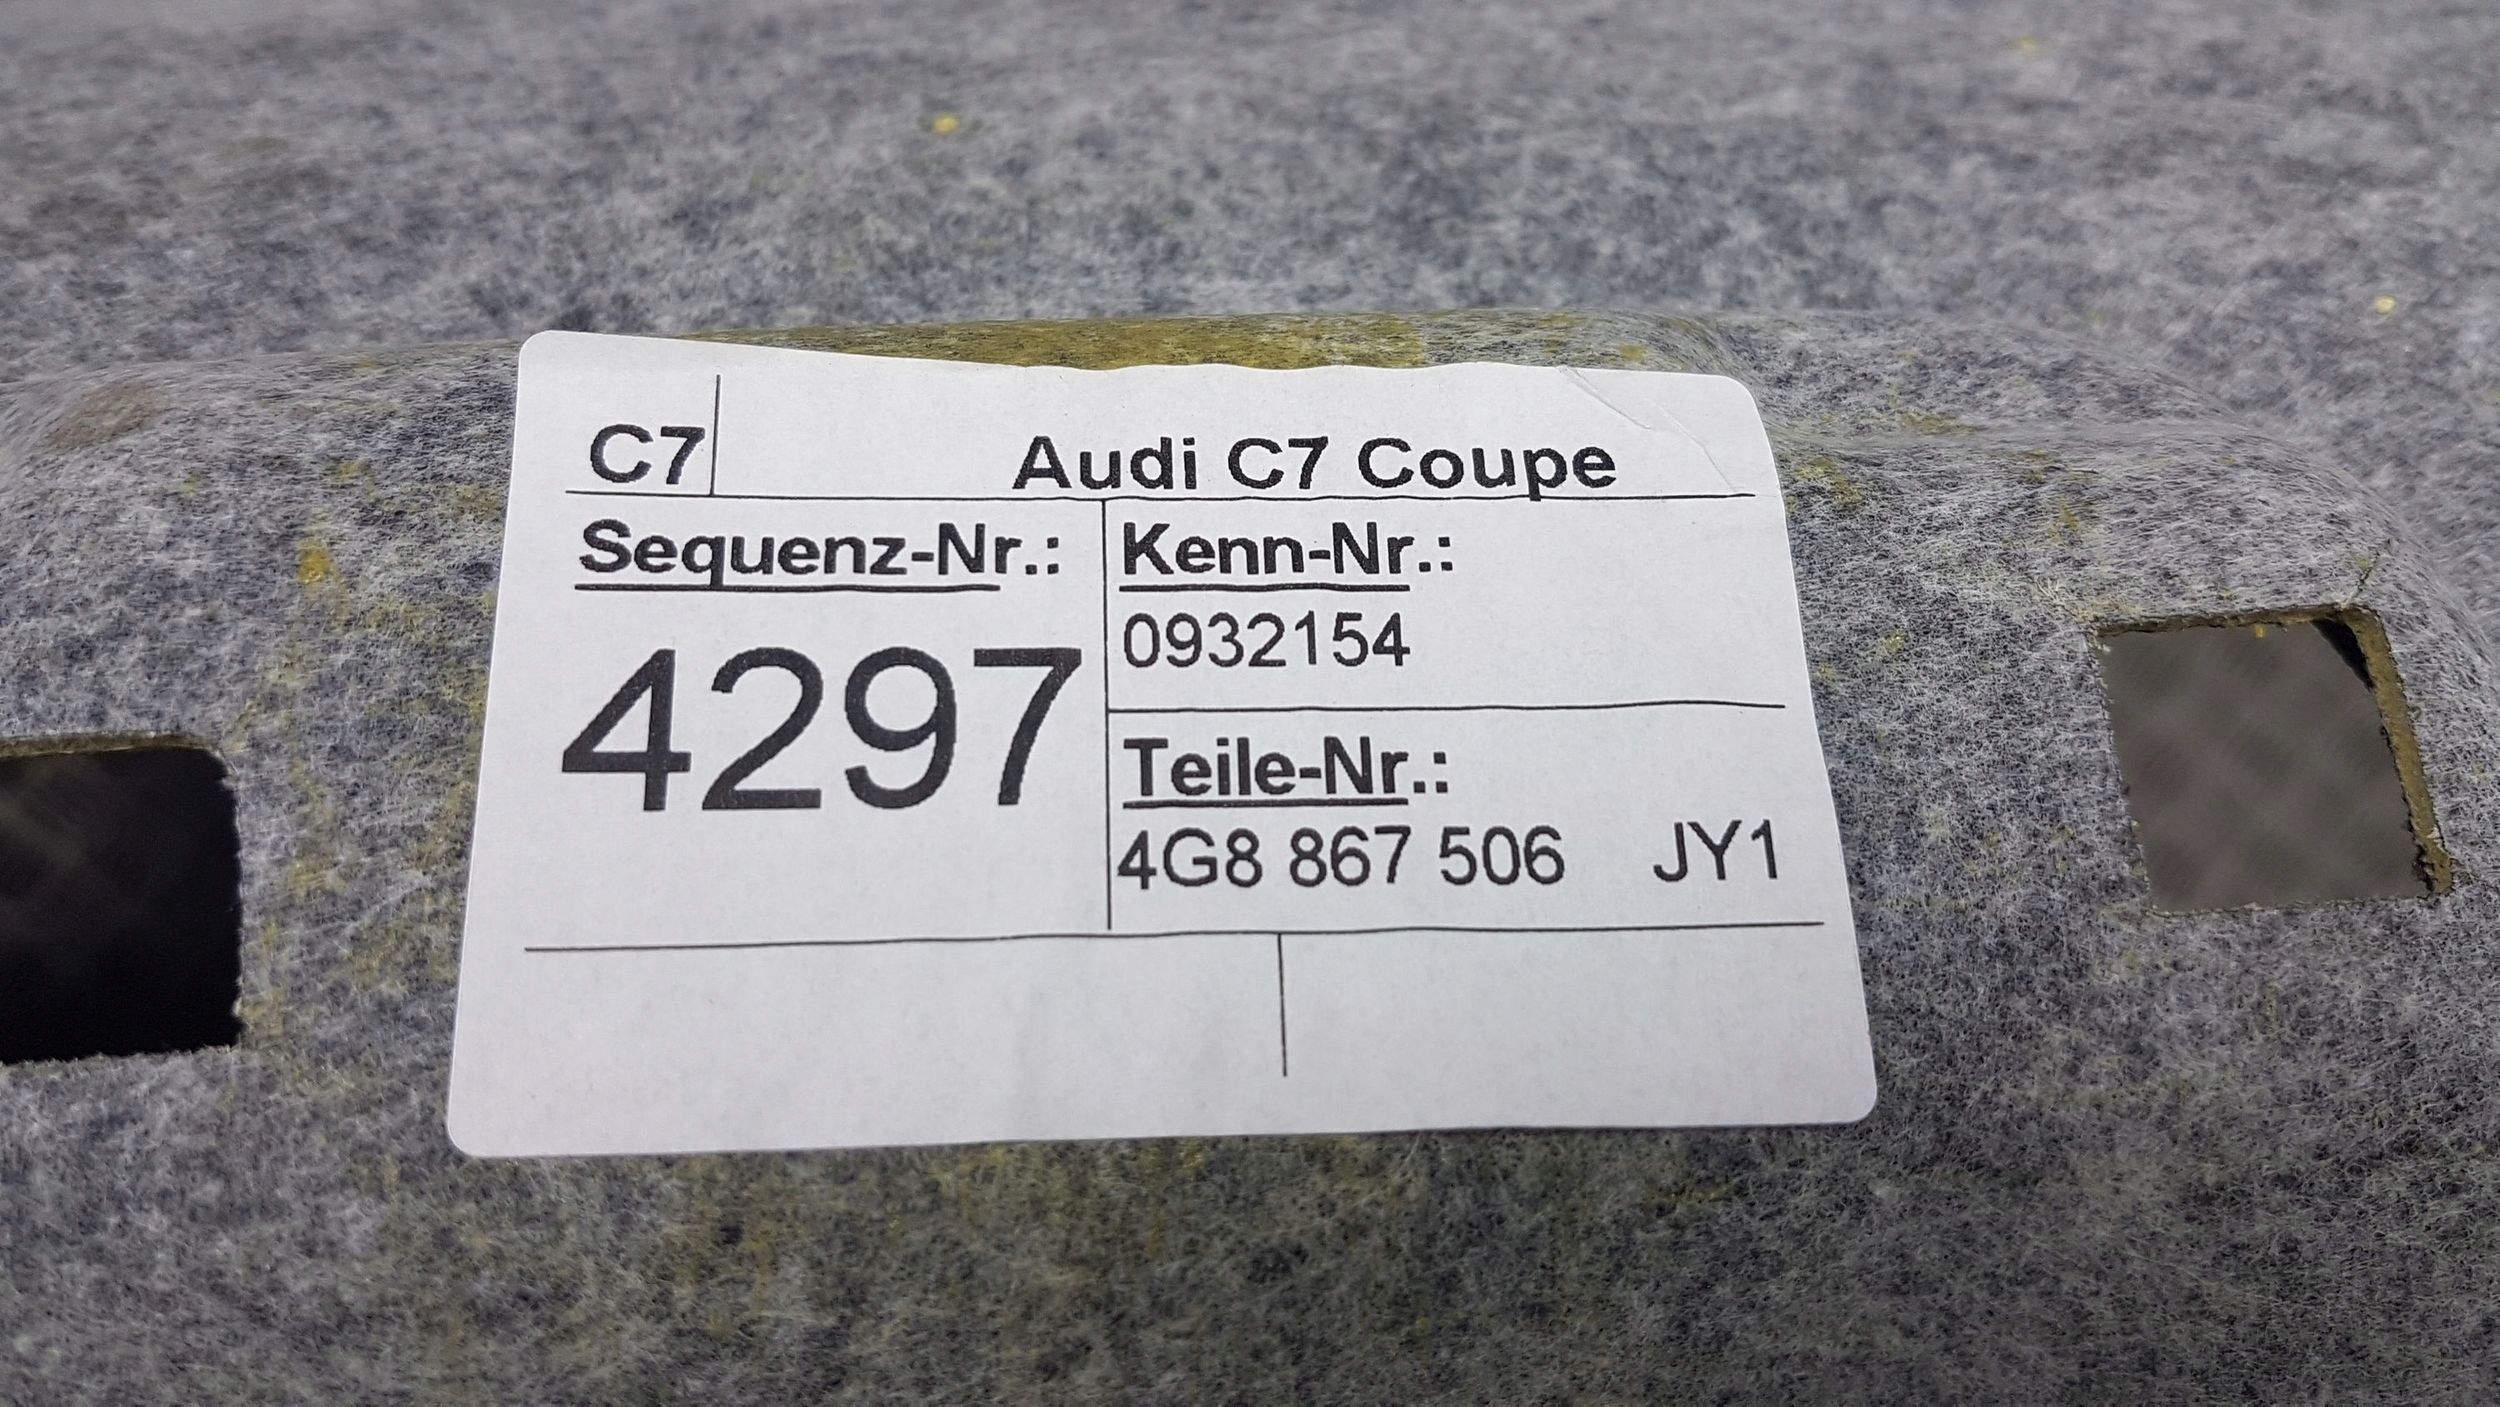 C7 Audi C7 Coupe
Sequenz-Nr.: Kenn-Nr.:
0932154
4297
Teile-Nr.:
4G8 867 506 JY1